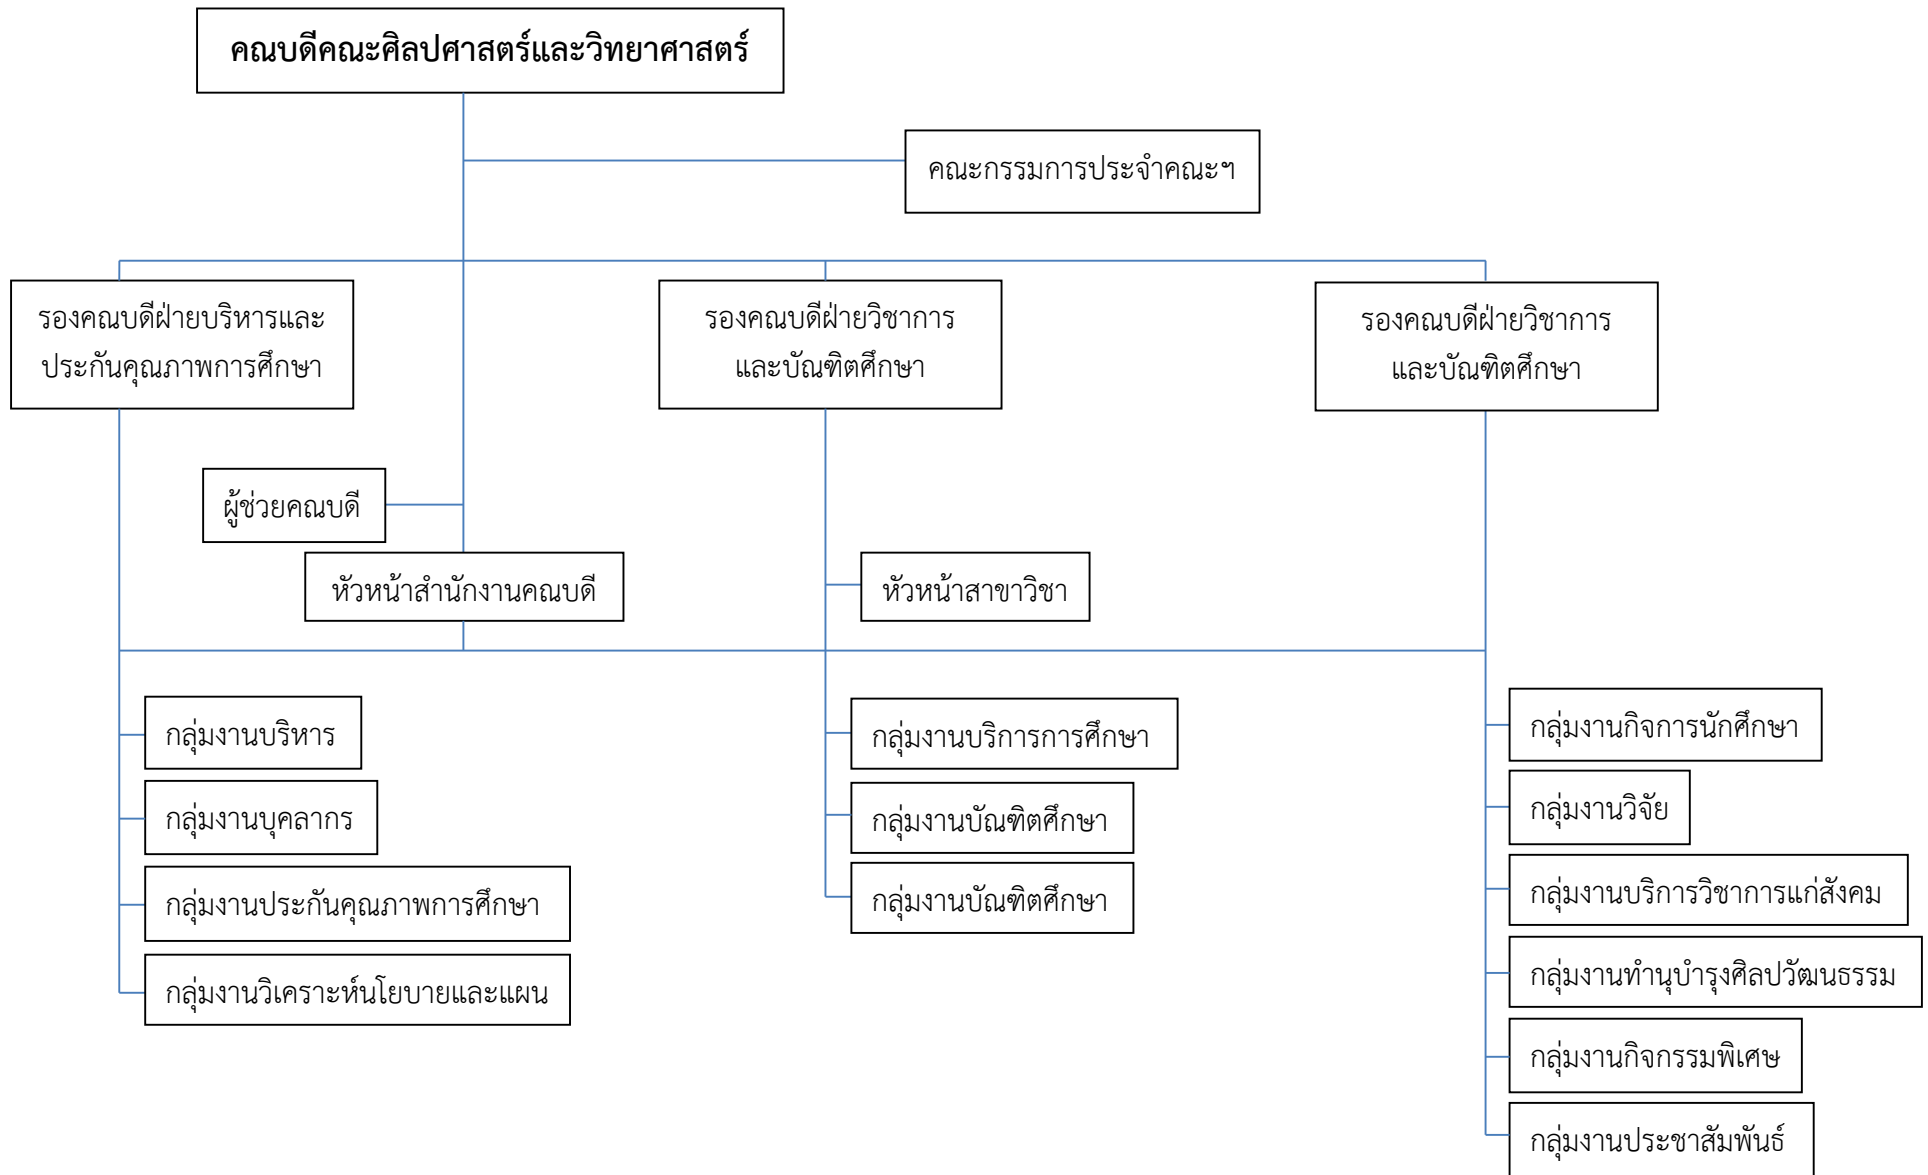 คณบดีคณะศิลปศาสตร์และวิทยาศาสตร์
คณะกรรมการประจำคณะฯ
รองคณบดีฝ่ายบริหารและ
ประกันคุณภาพการศึกษา
รองคณบดีฝ่ายวิชาการ
และบัณฑิตศึกษา
รองคณบดีฝ่ายวิชาการ
และบัณฑิตศึกษา
ผู้ช่วยคณบดี
หัวหน้าสำนักงานคณบดี
หัวหน้าสาขาวิชา
กลุ่มงานบริหาร
กลุ่มงานบุคลากร
กลุ่มงานประกันคุณภาพการศึกษา
กลุ่มงานวิเคราะห์นโยบายและแผน
กลุ่มงานบริการการศึกษา
กลุ่มงานบัณฑิตศึกษา
กลุ่มงานบัณฑิตศึกษา
กลุ่มงานกิจการนักศึกษา
กลุ่มงานวิจัย
กลุ่มงานบริการวิชาการแก่สังคม
กลุ่มงานทำนุบำรุงศิลปวัฒนธรรม
กลุ่มงานกิจกรรมพิเศษ
กลุ่มงานประชาสัมพันธ์